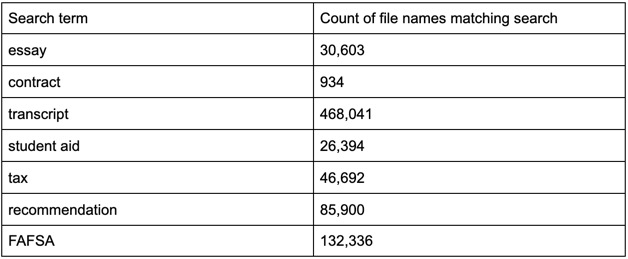 Search term Count of file names matching search
essay 30,603
contract 934
transcript 468,041
student aid 26,394
tax 46,692
recommendation 85,900
FAFSA 132,336